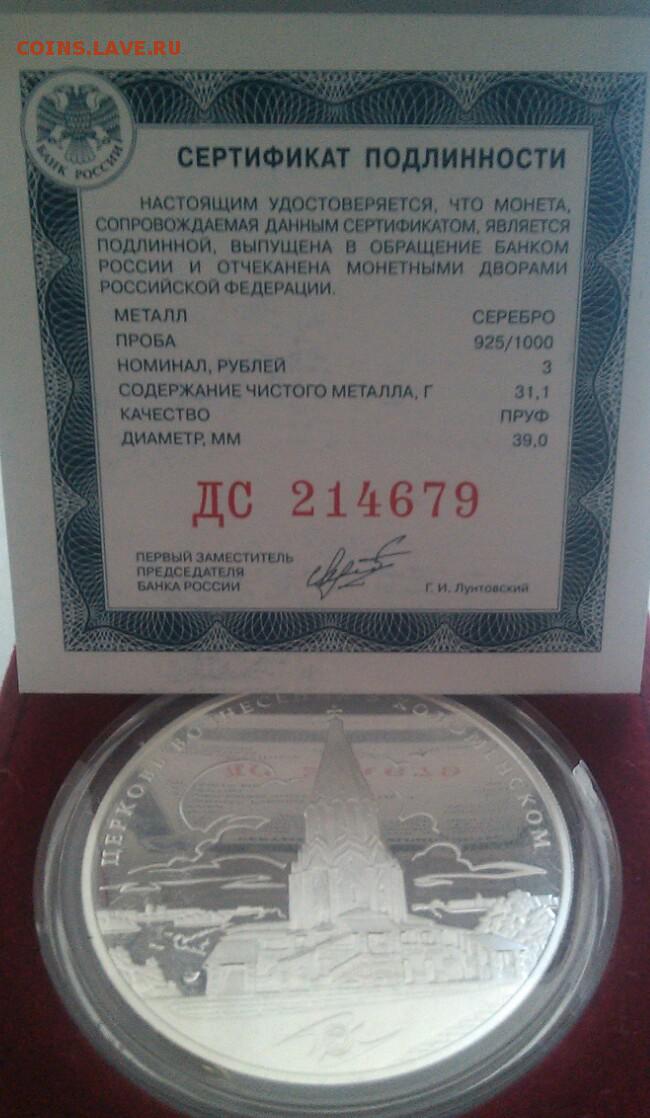 COINS.LAVE.RU
БАНК РОССИИ
СЕРТИФИКАТ ПОДЛИННОСТИ
НАСТОЯЩИМ УДОСТОВЕРЯЕТСЯ, ЧТО МОНЕТА,
СОПРОВОЖДАЕМАЯ ДАННЫМ СЕРТИФИКАТОМ, ЯВЛЯЕТСЯ
ПОДЛИННОЙ, ВЫПУЩЕНА В ОБРАЩЕНИЕ БАНКОМ
РОССИИ И ОТЧЕКАНЕНА МОНЕТНЫМИ ДВОРАМИ
РОССИЙСКОЙ ФЕДЕРАЦИИ.
МЕТАЛЛ СЕРЕБРО
ПРОБА 925/1000
НОМИНАЛ, РУБЛЕЙ 3
СОДЕРЖАНИЕ ЧИСТОГО МЕТАЛЛА, Г 31,1
КАЧЕСТВО ПРУФ
ДИАМЕТР, ММ 39,0
ДС 214679
ПЕРВЫЙ ЗАМЕСТИТЕЛЬ
ПРЕДСЕДАТЕЛЯ
БАНКА РОССИИ Г. И. Лунтовский
ЦЕРКОВЬ